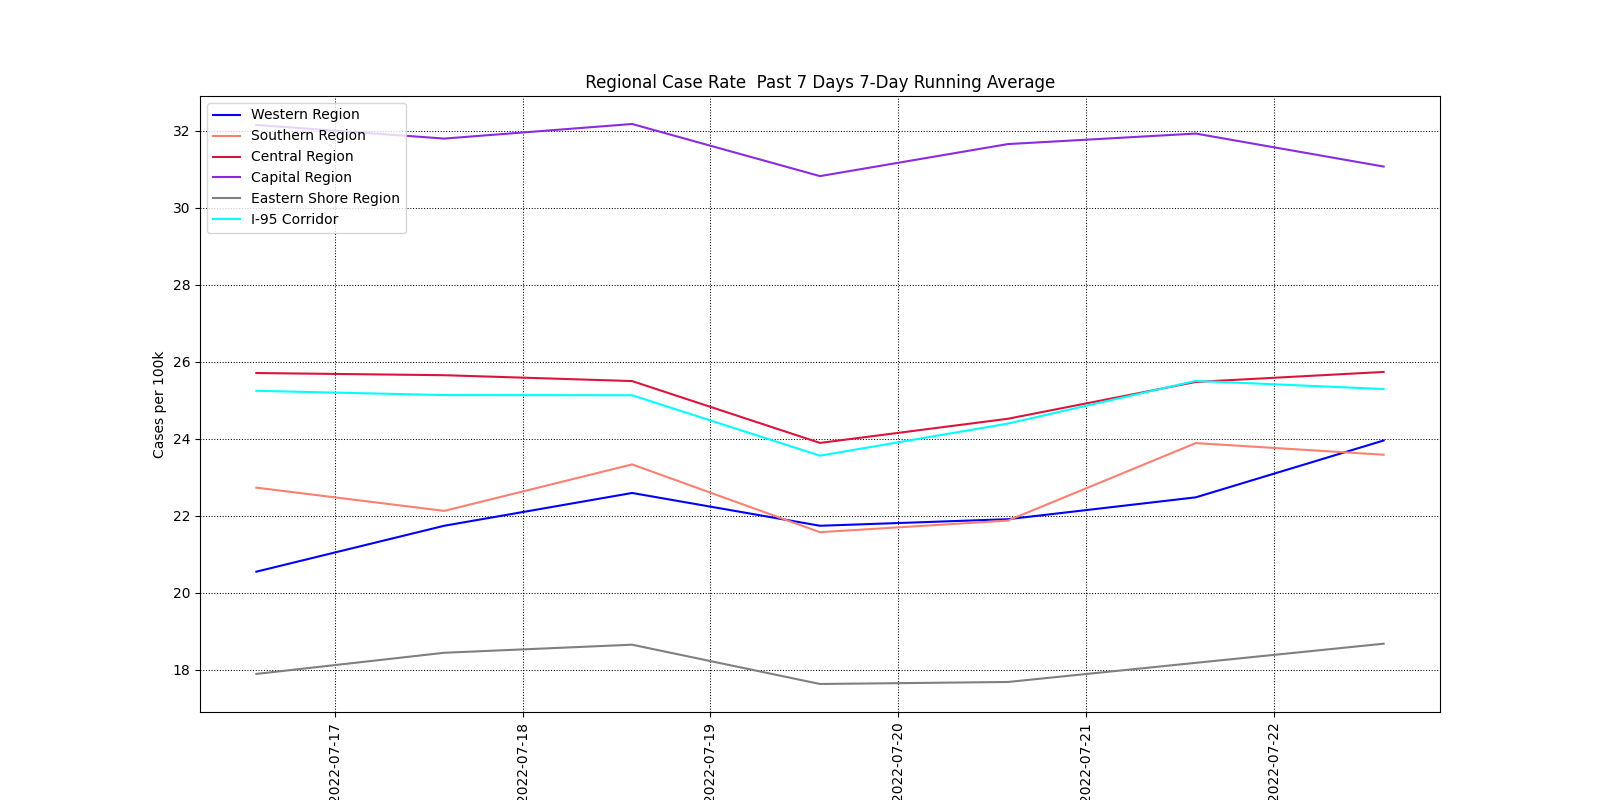 Regional Case Rate  Past 7 Days 7-Day Running Average
Western Region
Southern Region
Central Region
Capital Region
Eastern Shore Region
I-95 Corridor
Cases per 100k
32
30
28
26
24
22
20
18
2022-07-17
2022-07-18
2022-07-19
2022-07-20
2022-07-21
2022-07-22